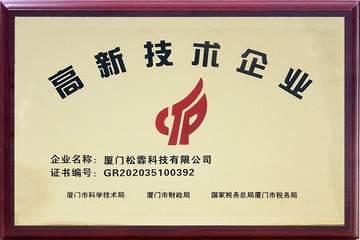 高新技术企业
企业名称：厦门松霖科技有限公司
证书编号：GR202035100392
厦门市科学技术局 厦门市财政局 国家税务总局厦门市税务局